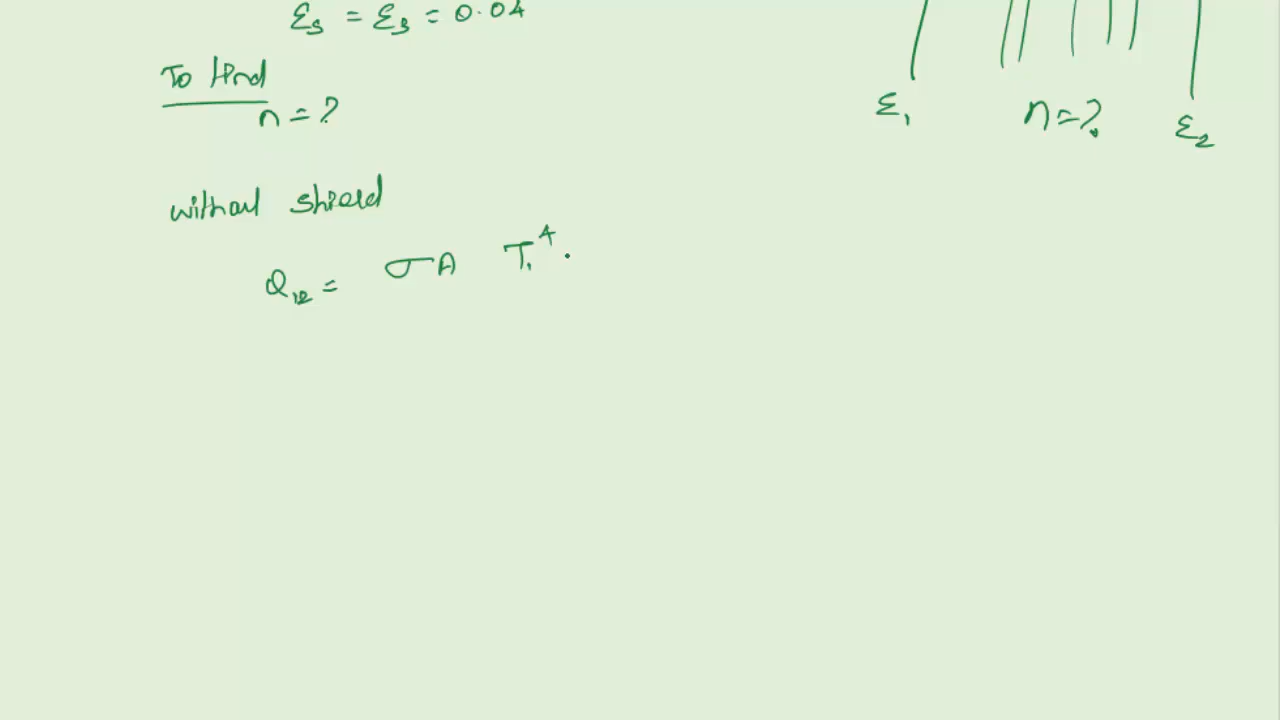 εs = ε3 = 0.04
To find
n = ?
ε1 n=? ε2
without shield
Q12 = σA T1^4 .